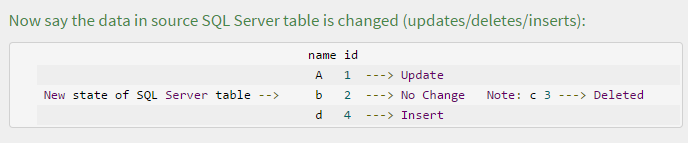 Now say the data in source SQL Server table is changed (updates/deletes/inserts):
name id
A 1 ---> Update
New state of SQL Server table --> b 2 ---> No Change Note: c 3 ---> Deleted
d 4 ---> Insert